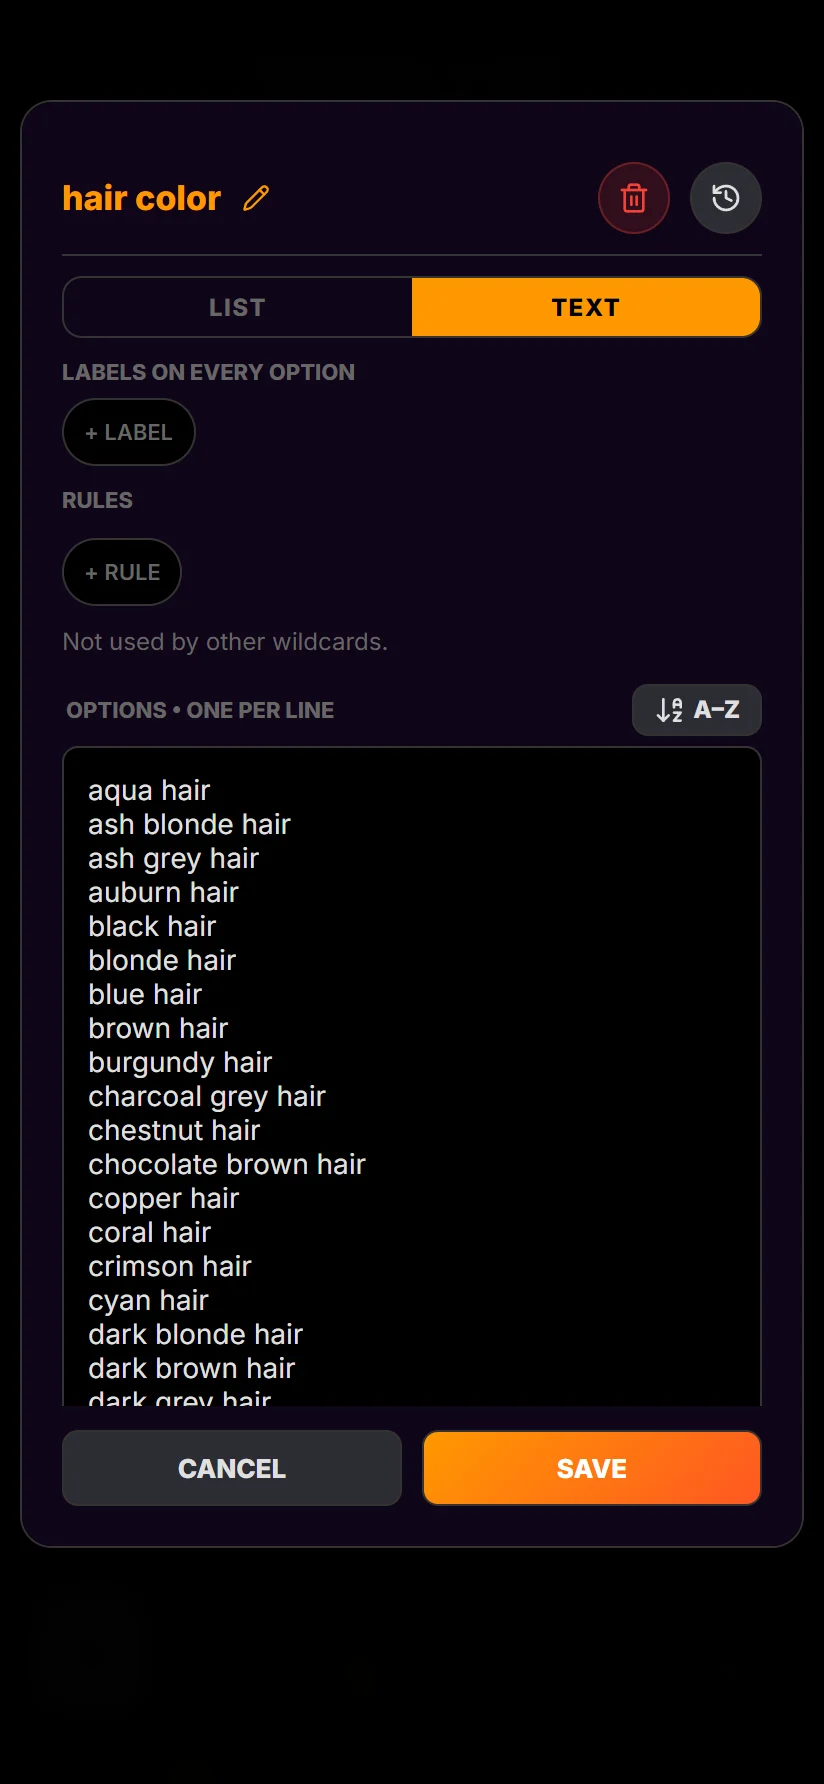 hair color
LIST
TEXT
LABELS ON EVERY OPTION
+ LABEL
RULES
+ RULE
Not used by other wildcards.
OPTIONS • ONE PER LINE
A–Z
aqua hair
ash blonde hair
ash grey hair
auburn hair
black hair
blonde hair
blue hair
brown hair
burgundy hair
charcoal grey hair
chestnut hair
chocolate brown hair
copper hair
coral hair
crimson hair
cyan hair
dark blonde hair
dark brown hair
dark grey hair
CANCEL
SAVE